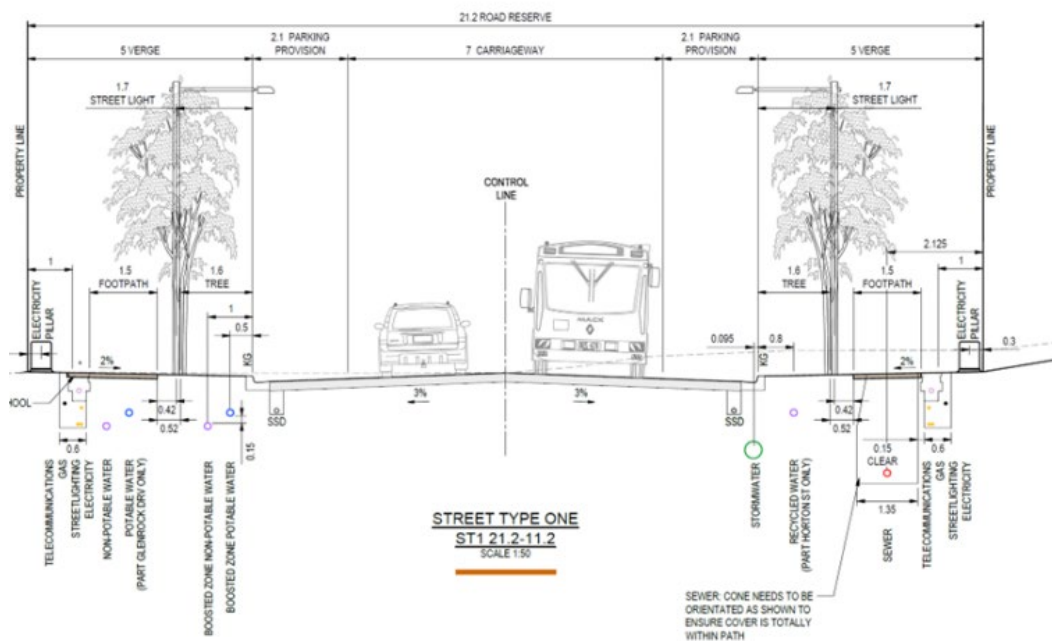 21.2 ROAD RESERVE
5 VERGE
2.1 PARKING
PROVISION
7 CARRIAGEWAY
2.1 PARKING
PROVISION
5 VERGE
1.7
STREET LIGHT
1.7
STREET LIGHT
PROPERTY LINE
PROPERTY LINE
CONTROL
LINE
2.125
1
1.5
FOOTPATH
1.6
TREE
1
0.5
1.6
TREE
1.5
FOOTPATH
1
ELECTRICITY
PILLAR
ELECTRICITY
PILLAR
MACK
KG
0.095
KG
0.8
0.3
2%
3%
3%
2%
HOOL
SSD
SSD
0.42
0.52
0.15
0.42
0.52
0.6
0.15
CLEAR
0.6
1.35
TELECOMMUNICATIONS
GAS
STREETLIGHTING
ELECTRICITY
NON-POTABLE WATER
POTABLE WATER
(PART GLENROCK DRV ONLY)
BOOSTED ZONE NON-POTABLE WATER
BOOSTED ZONE POTABLE WATER
STORMWATER
RECYCLED WATER
(PART HORTON ST ONLY)
SEWER
TELECOMMUNICATIONS
GAS
STREETLIGHTING
ELECTRICITY
STREET TYPE ONE
ST1 21.2-11.2
SCALE 1:50
SEWER: CONE NEEDS TO BE
ORIENTATED AS SHOWN TO
ENSURE COVER IS TOTALLY
WITHIN PATH